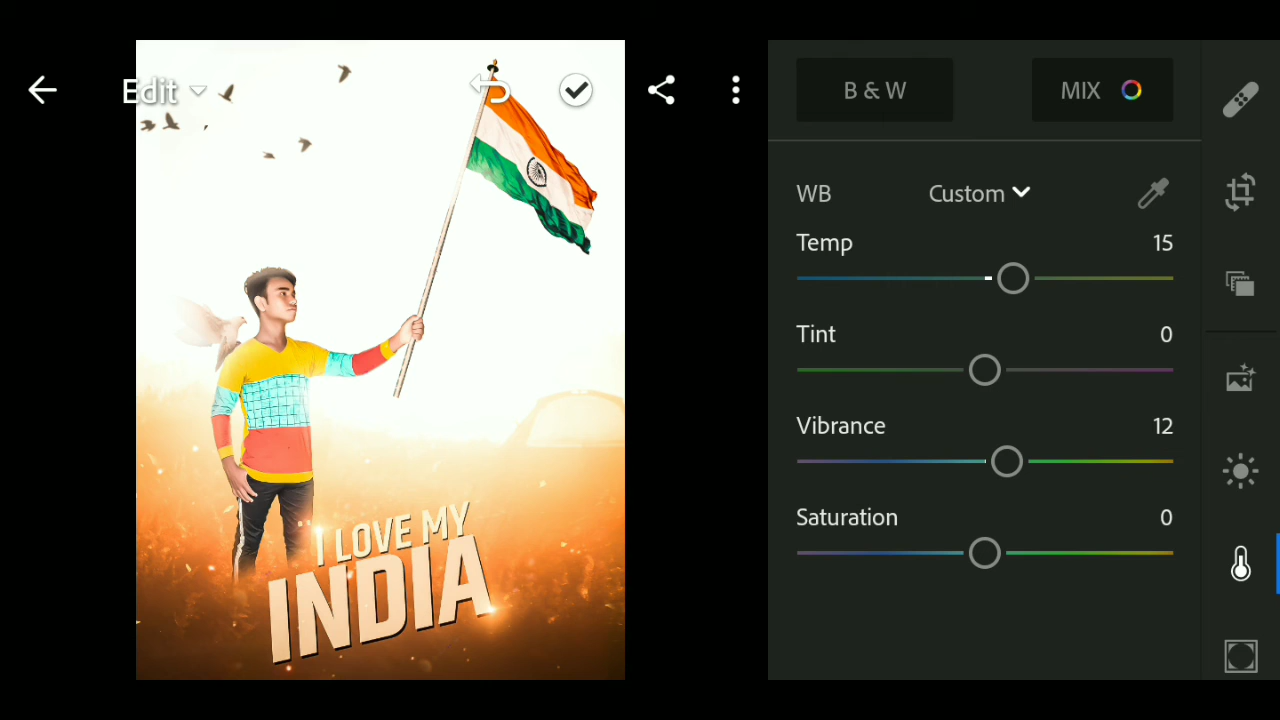 Edit
B & W
MIX
WB
Custom
Temp
15
Tint
0
Vibrance
12
Saturation
0
I LOVE MY
INDIA